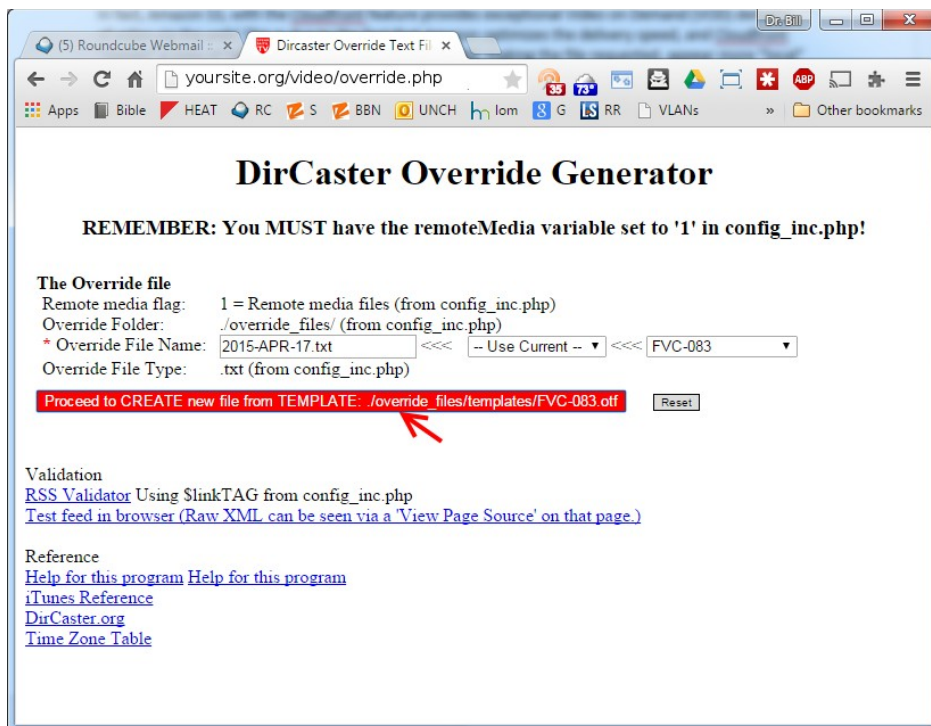 Dr. Bill
(5) Roundcube Webmail ::
Dircaster Override Text Fil
yoursite.org/video/override.php
35
73°
ABP
Apps Bible HEAT RC S BBN UNCH lom G RR VLANs » Other bookmarks
DirCaster Override Generator
REMEMBER: You MUST have the remoteMedia variable set to '1' in config_inc.php!
The Override file
Remote media flag: 1 = Remote media files (from config_inc.php)
Override Folder: ./override_files/ (from config_inc.php)
* Override File Name: 2015-APR-17.txt <<< -- Use Current -- <<< FVC-083
Override File Type: .txt (from config_inc.php)
Proceed to CREATE new file from TEMPLATE: ./override_files/templates/FVC-083.otf Reset
Validation
RSS Validator Using $linkTAG from config_inc.php
Test feed in browser (Raw XML can be seen via a 'View Page Source' on that page.)
Reference
Help for this program Help for this program
iTunes Reference
DirCaster.org
Time Zone Table